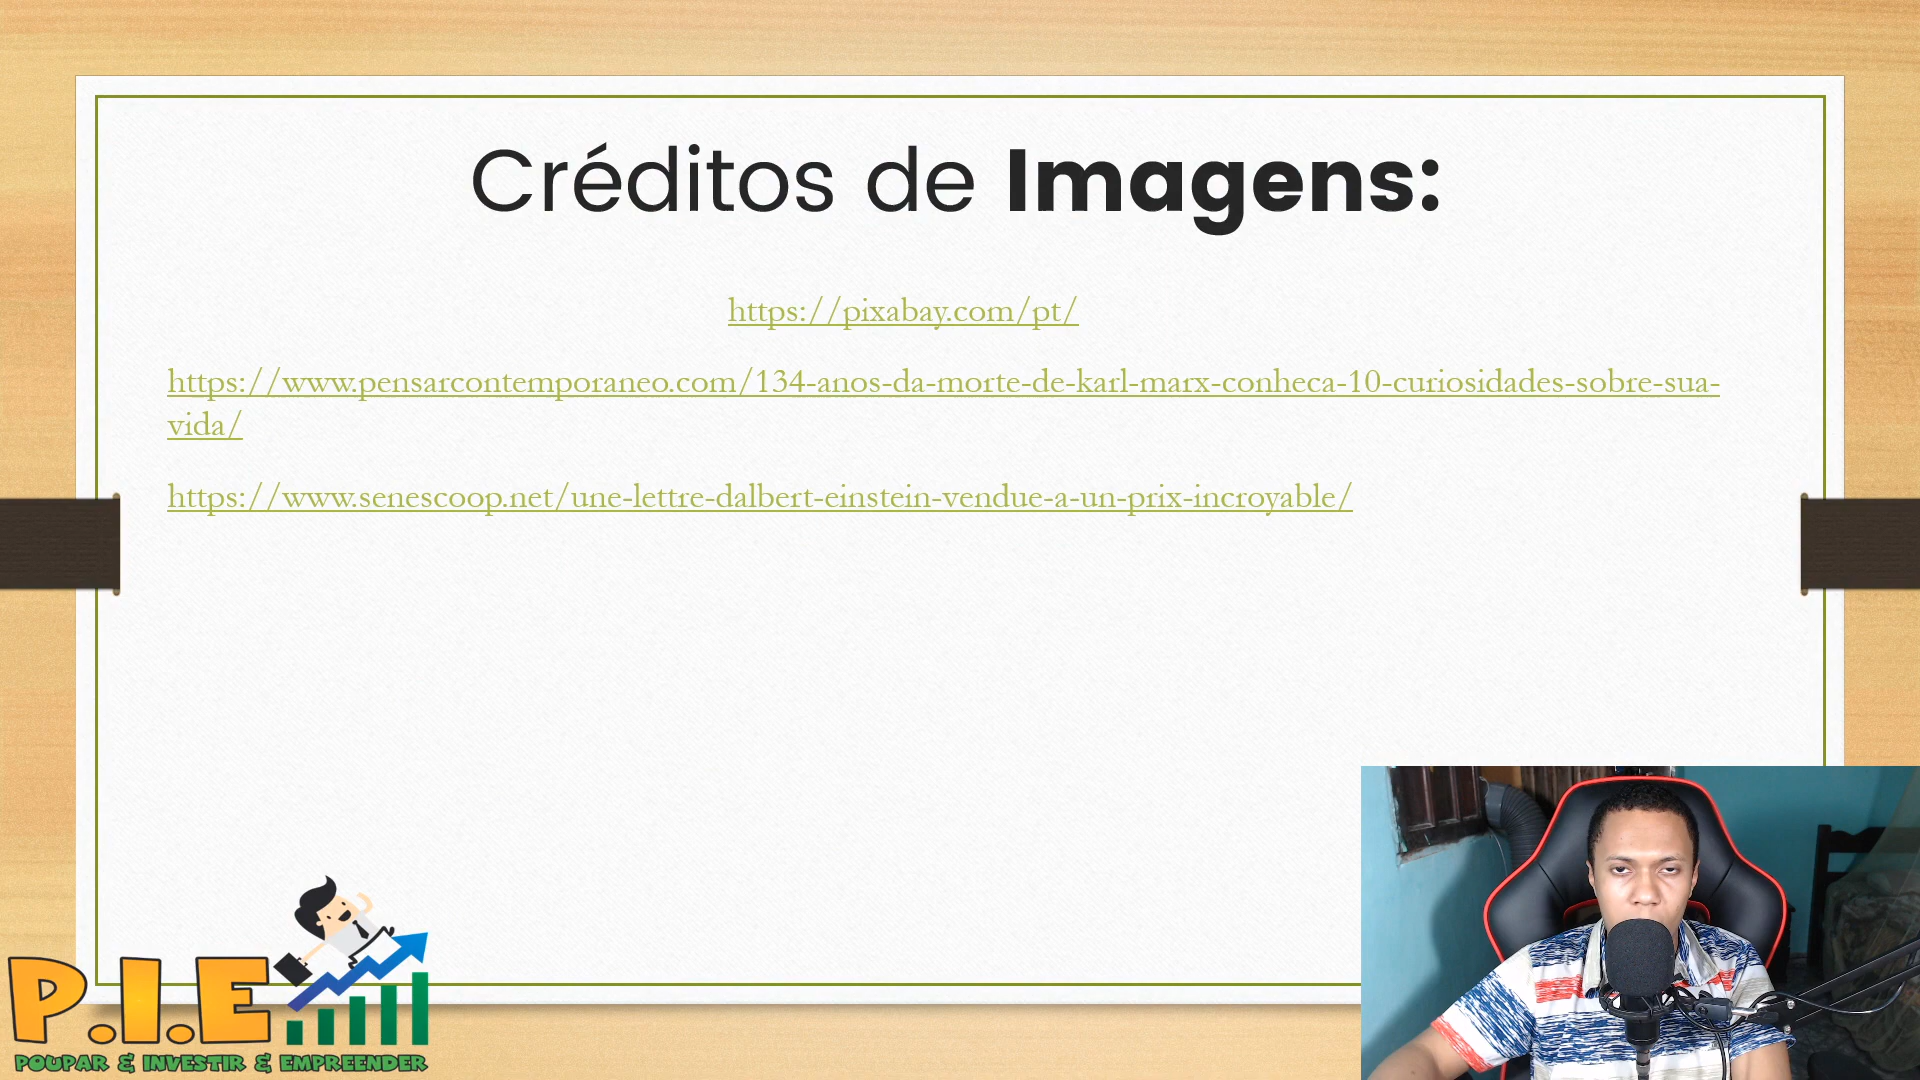 Créditos de Imagens:
https://pixabay.com/pt/
https://www.pensarcontemporaneo.com/134-anos-da-morte-de-karl-marx-conheca-10-curiosidades-sobre-sua-
vida/
https://www.senescoop.net/une-lettre-dalbert-einstein-vendue-a-un-prix-incroyable/
P.I.E
POUPAR & INVESTIR & EMPREENDER